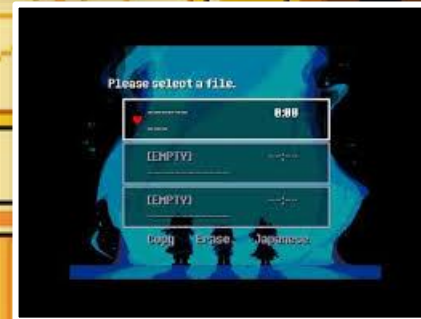 Please select a file.
------- 0:00
----
[EMPTY] --:--
------------
[EMPTY] --:--
------------
Copy Erase Japanese